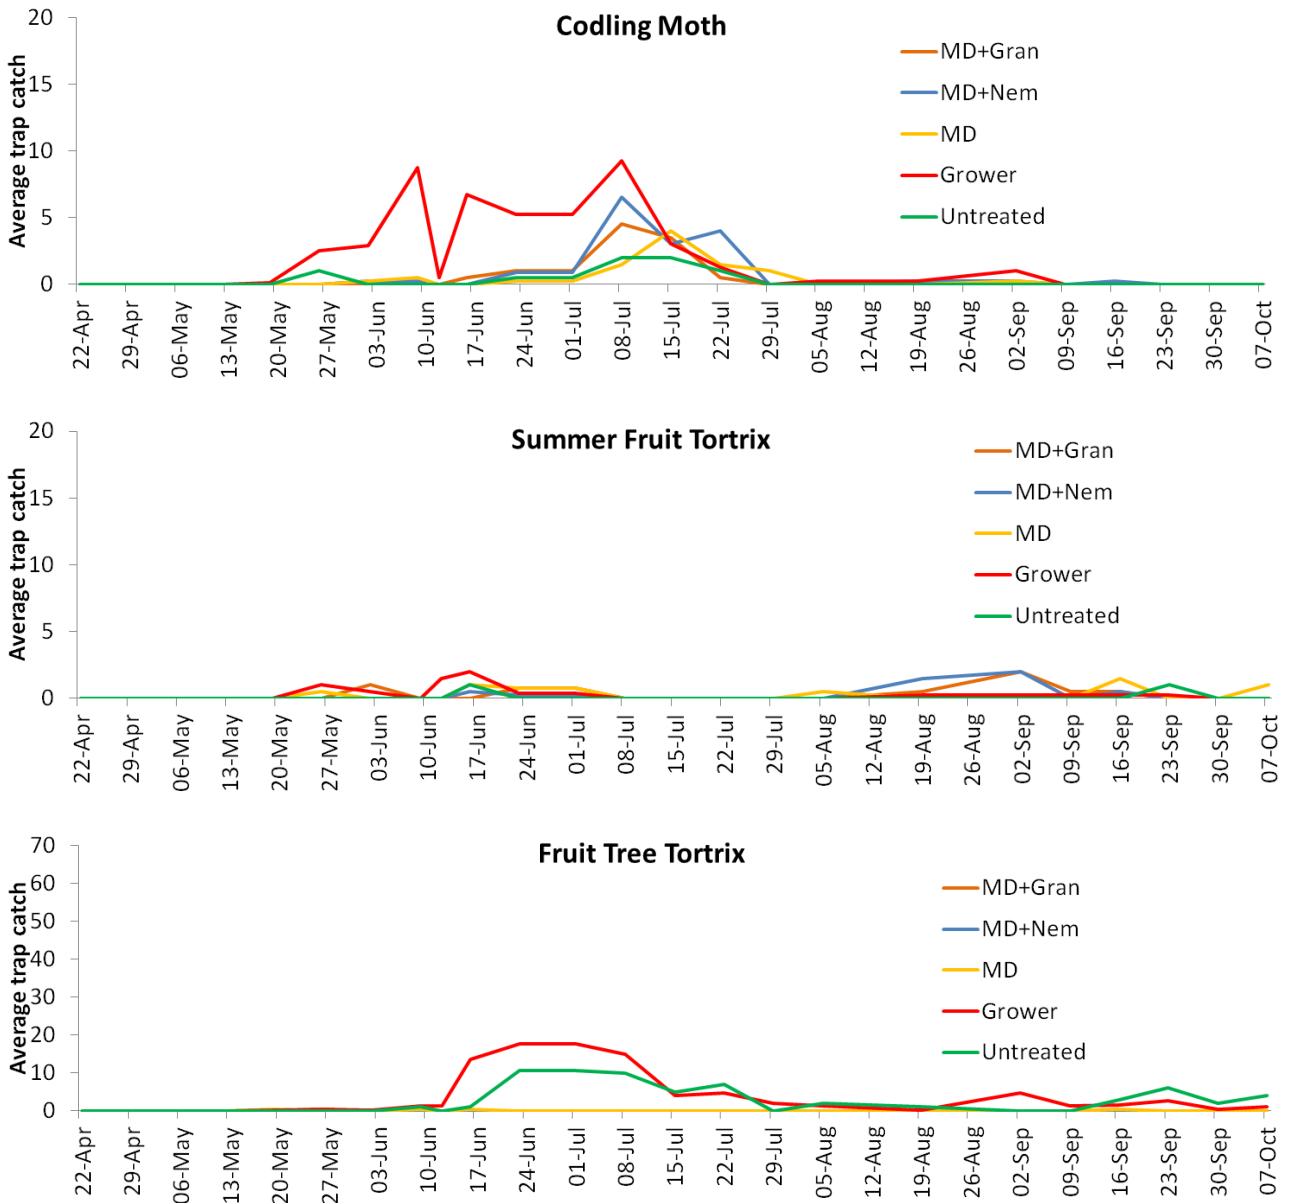 Codling Moth
Average trap catch
20
15
10
5
0
MD+Gran
MD+Nem
MD
Grower
Untreated
22-Apr
29-Apr
06-May
13-May
20-May
27-May
03-Jun
10-Jun
17-Jun
24-Jun
01-Jul
08-Jul
15-Jul
22-Jul
29-Jul
05-Aug
12-Aug
19-Aug
26-Aug
02-Sep
09-Sep
16-Sep
23-Sep
30-Sep
07-Oct
Summer Fruit Tortrix
Average trap catch
20
15
10
5
0
MD+Gran
MD+Nem
MD
Grower
Untreated
22-Apr
29-Apr
06-May
13-May
20-May
27-May
03-Jun
10-Jun
17-Jun
24-Jun
01-Jul
08-Jul
15-Jul
22-Jul
29-Jul
05-Aug
12-Aug
19-Aug
26-Aug
02-Sep
09-Sep
16-Sep
23-Sep
30-Sep
07-Oct
Fruit Tree Tortrix
Average trap catch
70
60
50
40
30
20
10
0
MD+Gran
MD+Nem
MD
Grower
Untreated
22-Apr
29-Apr
06-May
13-May
20-May
27-May
03-Jun
10-Jun
17-Jun
24-Jun
01-Jul
08-Jul
15-Jul
22-Jul
29-Jul
05-Aug
12-Aug
19-Aug
26-Aug
02-Sep
09-Sep
16-Sep
23-Sep
30-Sep
07-Oct